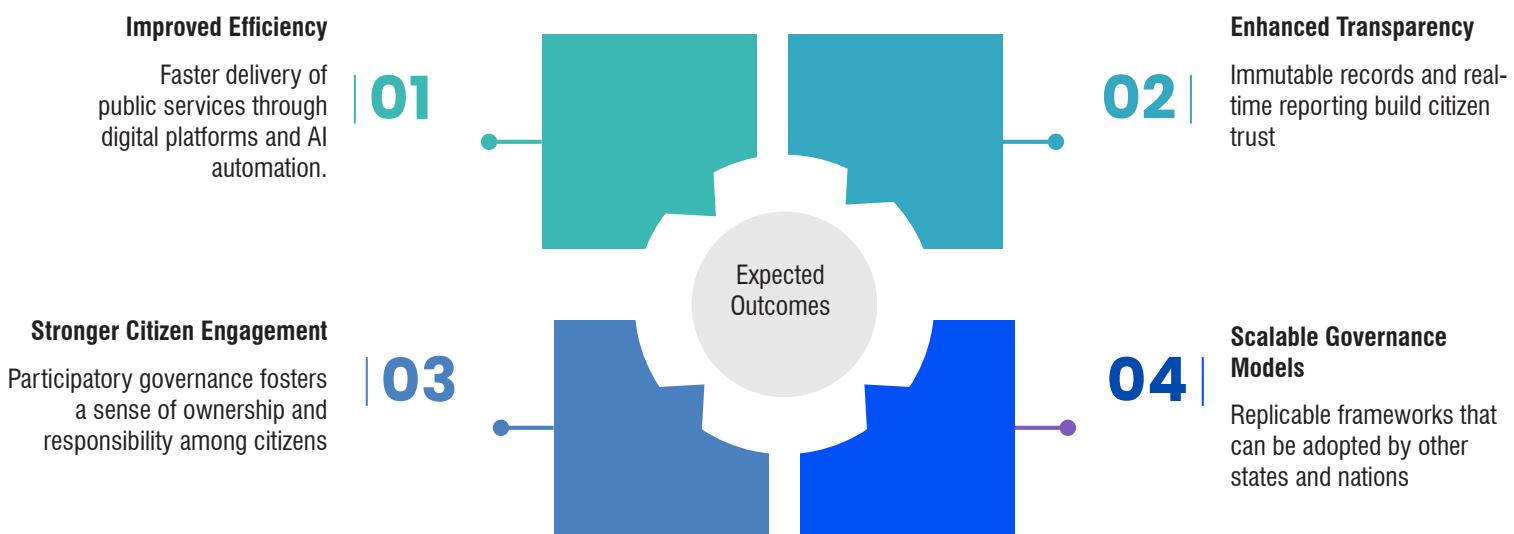 Improved Efficiency
Faster delivery of
public services through
digital platforms and AI
automation.
01
02
Enhanced Transparency
Immutable records and real-
time reporting build citizen
trust
Expected
Outcomes
Stronger Citizen Engagement
Participatory governance fosters
a sense of ownership and
responsibility among citizens
03
04
Scalable Governance
Models
Replicable frameworks that
can be adopted by other
states and nations